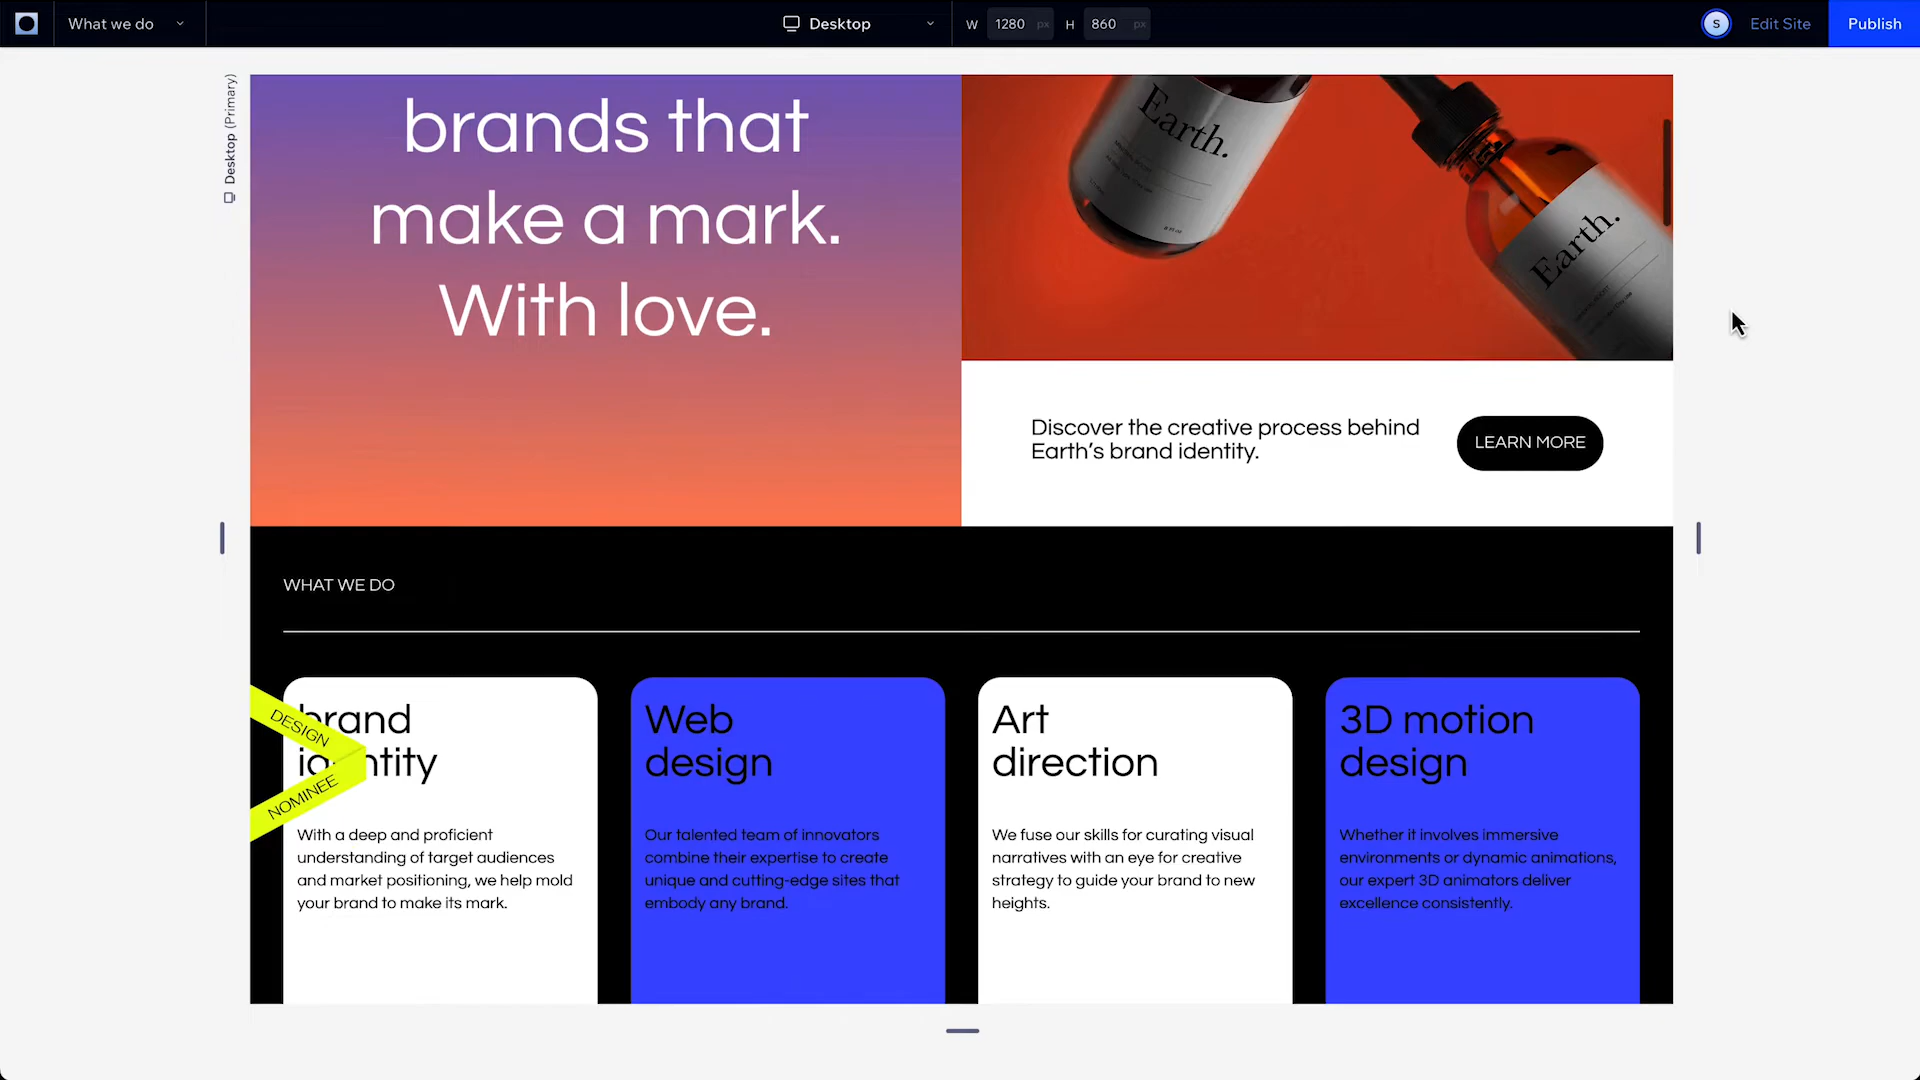 What we do
Desktop
W 1280 px H 860 px
S
Edit Site
Publish
Desktop (Primary)
brands that
make a mark.
With love.
Earth.
Earth.
Discover the creative process behind
Earth's brand identity.
LEARN MORE
WHAT WE DO
DESIGN
NOMINEE
brand
identity
With a deep and proficient
understanding of target audiences
and market positioning, we help mold
your brand to make its mark.
Web
design
Our talented team of innovators
combine their expertise to create
unique and cutting-edge sites that
embody any brand.
Art
direction
We fuse our skills for curating visual
narratives with an eye for creative
strategy to guide your brand to new
heights.
3D motion
design
Whether it involves immersive
environments or dynamic animations,
our expert 3D animators deliver
excellence consistently.